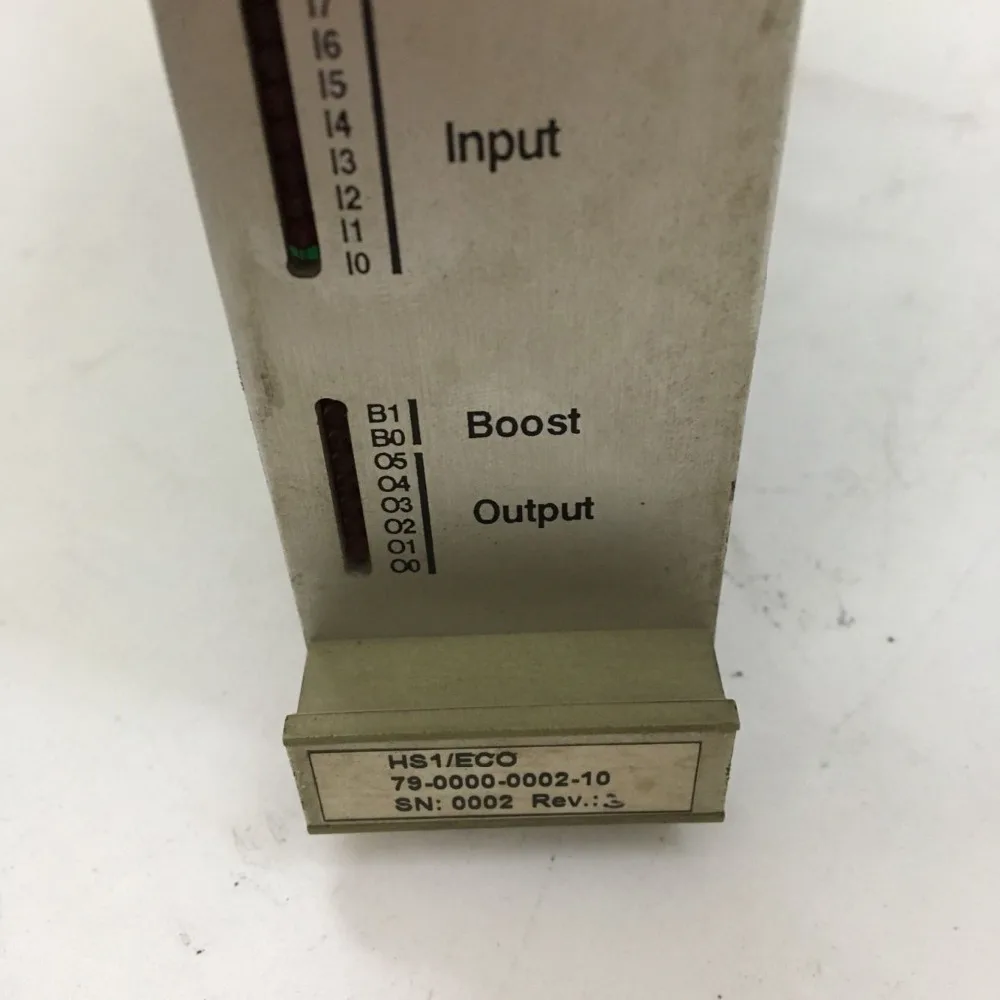 I7
I6
I5
I4
Input
I3
I2
I1
I0
B1
Boost
B0
O5
O4
O3
Output
O2
O1
O0
HS1/ECO
79-0000-0002-10
SN: 0002 Rev.: 3